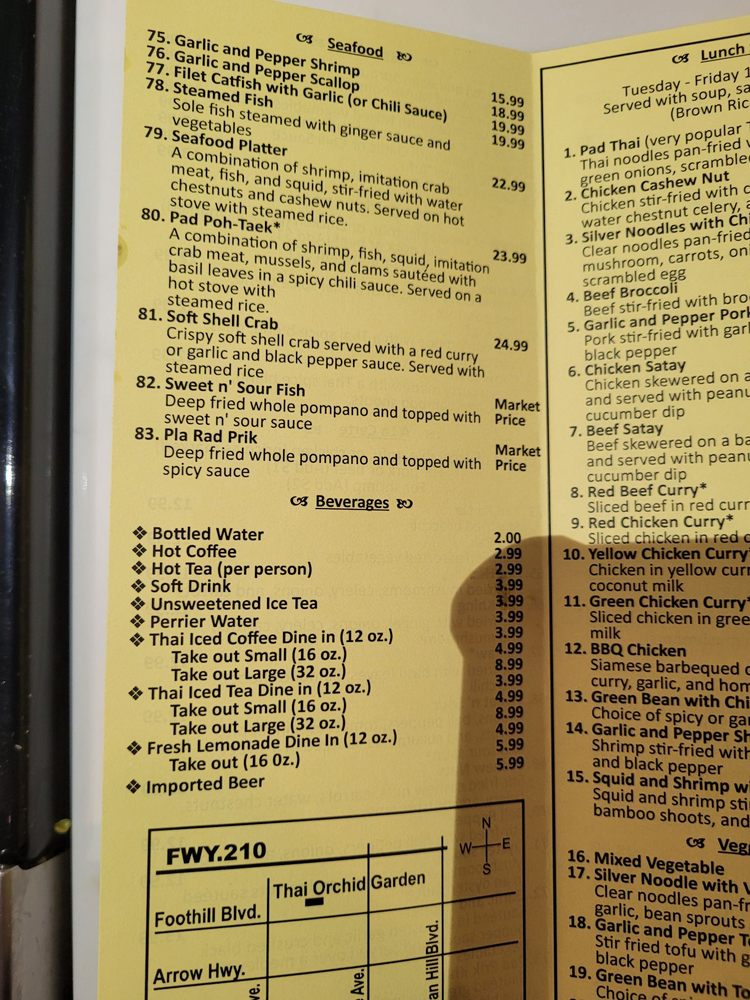 Seafood
75. Garlic and Pepper Shrimp 15.99
76. Garlic and Pepper Scallop 18.99
77. Filet Catfish with Garlic (or Chili Sauce) 19.99
78. Steamed Fish 19.99
Sole fish steamed with ginger sauce and
vegetables
79. Seafood Platter 22.99
A combination of shrimp, imitation crab
meat, fish, and squid, stir-fried with water
chestnuts and cashew nuts. Served on hot
stove with steamed rice.
80. Pad Poh-Taek* 23.99
A combination of shrimp, fish, squid, imitation
crab meat, mussels, and clams sautéed with
basil leaves in a spicy chili sauce. Served on a
hot stove with
steamed rice.
81. Soft Shell Crab 24.99
Crispy soft shell crab served with a red curry
or garlic and black pepper sauce. Served with
steamed rice
82. Sweet n' Sour Fish Market
Deep fried whole pompano and topped with Price
sweet n' sour sauce
83. Pla Rad Prik Market
Deep fried whole pompano and topped with Price
spicy sauce
Beverages
❖ Bottled Water 2.00
❖ Hot Coffee 2.99
❖ Hot Tea (per person) 2.99
❖ Soft Drink 3.99
❖ Unsweetened Ice Tea 3.99
❖ Perrier Water 3.99
❖ Thai Iced Coffee Dine in (12 oz.) 3.99
Take out Small (16 oz.) 4.99
Take out Large (32 oz.) 8.99
❖ Thai Iced Tea Dine in (12 oz.) 3.99
Take out Small (16 oz.) 4.99
Take out Large (32 oz.) 8.99
❖ Fresh Lemonade Dine In (12 oz.) 4.99
Take out (16 0z.) 5.99
5.99
❖ Imported Beer
FWY.210
N
W E
S
Thai Orchid Garden
Foothill Blvd.
Arrow Hwy.
Ave.
Hill Blvd.
Lunch
Tuesday - Friday 1
Served with soup,
(Brown
1. Pad Thai (very popular
Thai noodles pan-fried
green onions,
2. Chicken Cashew Nut
Chicken stir-fried with
water chestnut celery,
3. Silver Noodles with
Clear noodles pan-fried
mushroom, carrots,
scrambled egg
4. Beef Broccoli
Beef stir-fried with
5. Garlic and Pepper Pork
Pork stir-fried with
black pepper
6. Chicken Satay
Chicken skewered on a
and served with
cucumber dip
7. Beef Satay
Beef skewered on a
and served with
cucumber dip
8. Red Beef Curry*
Sliced beef in red
9. Red Chicken Curry*
Sliced chicken in red
10. Yellow Chicken Curry*
Chicken in yellow
coconut milk
11. Green Chicken Curry*
Sliced chicken in
milk
12. BBQ Chicken
Siamese barbequed
curry, garlic, and
13. Green Bean with
Choice of spicy or
14. Garlic and Pepper
Shrimp stir-fried with
and black pepper
15. Squid and Shrimp
Squid and shrimp
bamboo shoots, and
16. Mixed Vegetable
17. Silver Noodle with
Clear noodles
garlic, bean sprouts
18. Garlic and Pepper
Stir fried tofu with
black pepper
19. Green Bean with
Choice of